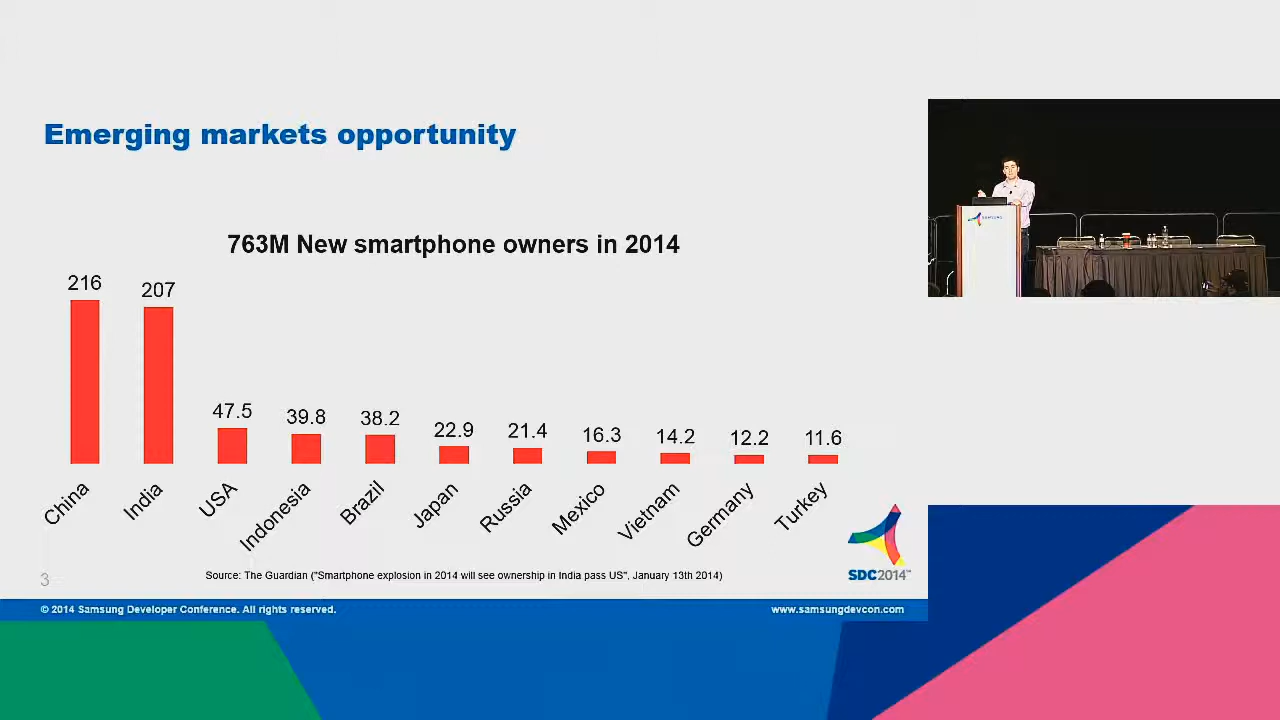 Emerging markets opportunity
763M New smartphone owners in 2014
216
207
47.5
39.8
38.2
22.9
21.4
16.3
14.2
12.2
11.6
China
India
USA
Indonesia
Brazil
Japan
Russia
Mexico
Vietnam
Germany
Turkey
SDC2014™
3
Source: The Guardian ("Smartphone explosion in 2014 will see ownership in India pass US", January 13th 2014)
© 2014 Samsung Developer Conference. All rights reserved.
www.samsungdevcon.com
SAMSUNG